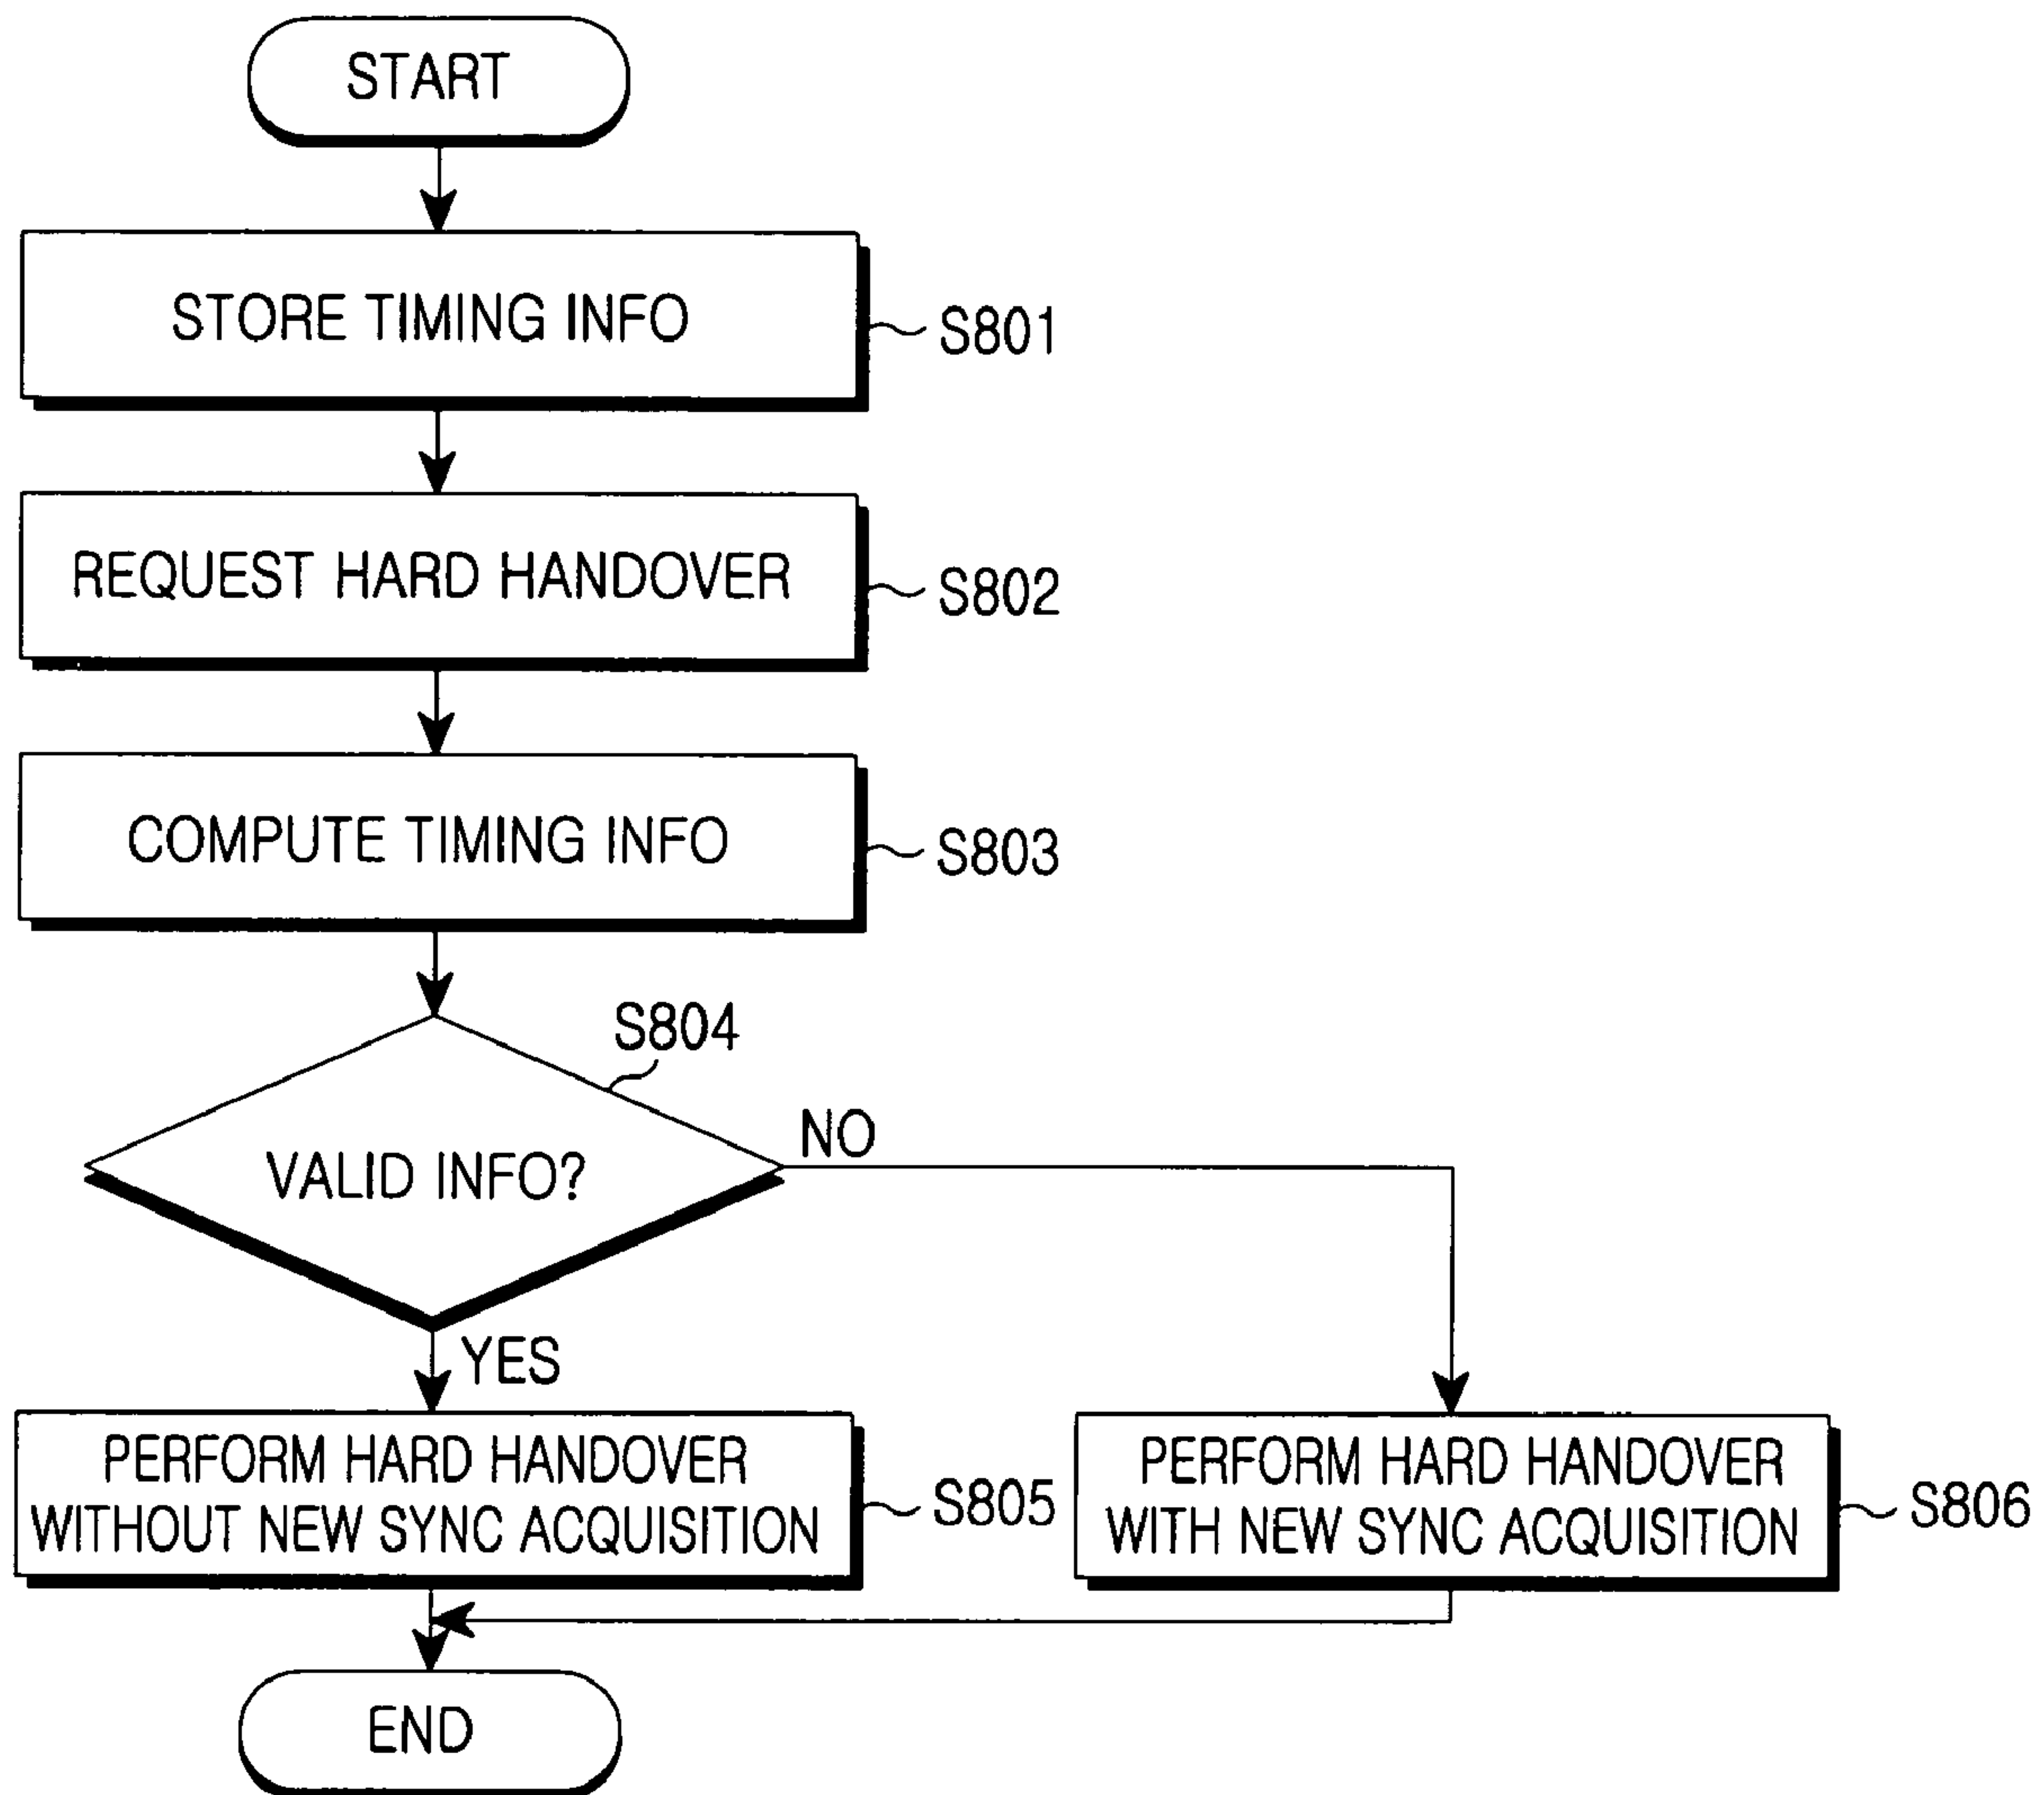 START
STORE TIMING INFO
S801
REQUEST HARD HANDOVER
S802
COMPUTE TIMING INFO
S803
S804
VALID INFO?
NO
YES
PERFORM HARD HANDOVER
WITHOUT NEW SYNC ACQUISITION
S805
PERFORM HARD HANDOVER
WITH NEW SYNC ACQUISITION
S806
END